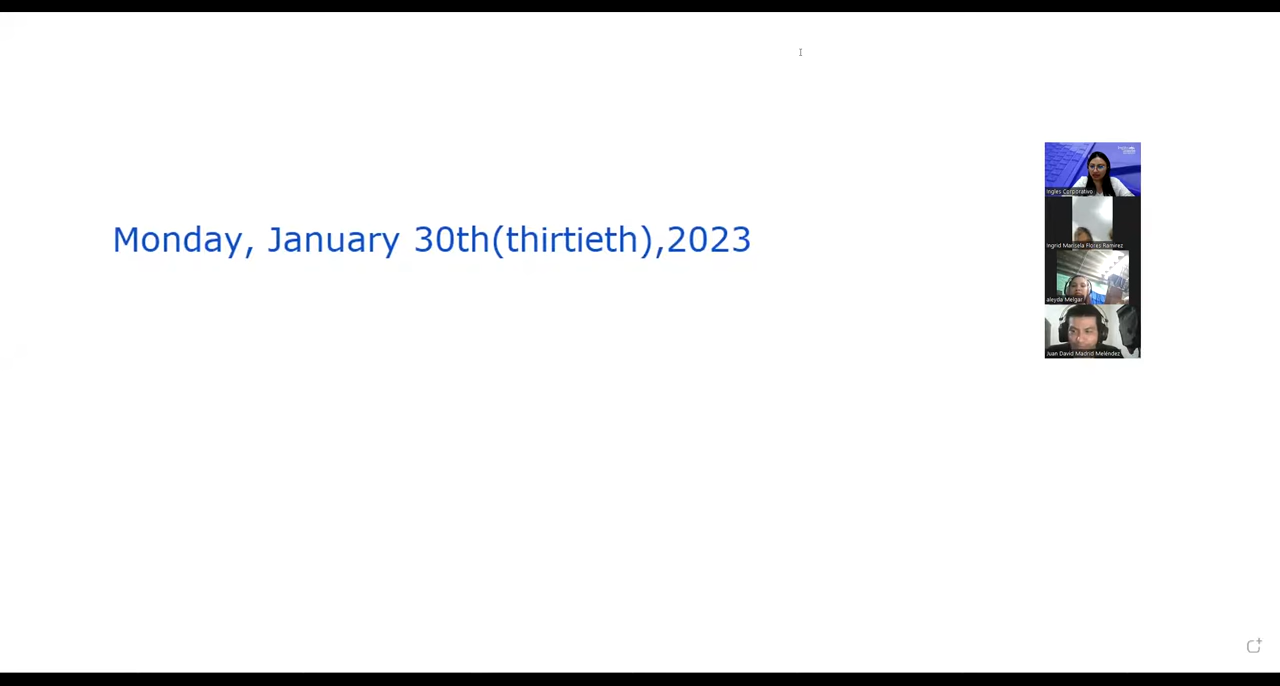 Monday, January 30th(thirtieth),2023
Ingles Corporativo
Ingrid Marisela Flores Ramirez
aleyda Melgar
Juan David Madrid Meléndez